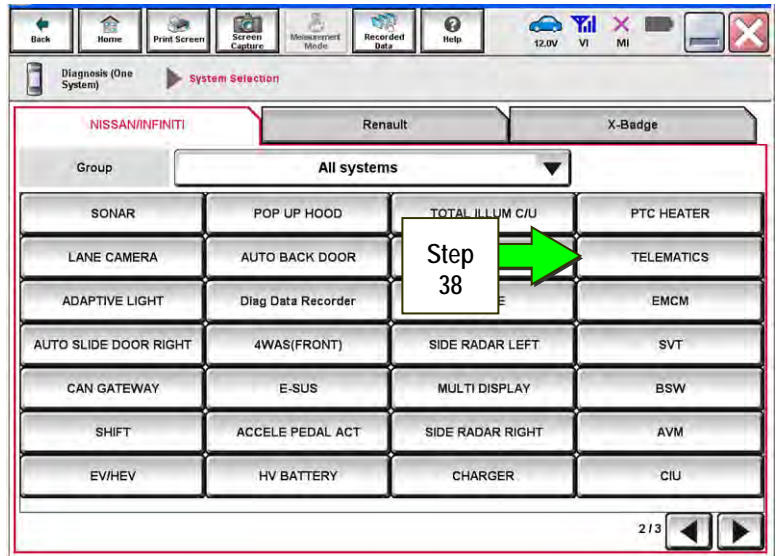 Back Home Print Screen Screen Capture Measurement Mode Recorded Data Help 12.0V VI MI
Diagnosis (One System) System Selection
NISSAN/INFINITI Renault X-Badge
Group All systems
SONAR POP UP HOOD TOTAL ILLUM C/U PTC HEATER
LANE CAMERA AUTO BACK DOOR TELEMATICS
Step
38
ADAPTIVE LIGHT Diag Data Recorder E EMCM
AUTO SLIDE DOOR RIGHT 4WAS(FRONT) SIDE RADAR LEFT SVT
CAN GATEWAY E-SUS MULTI DISPLAY BSW
SHIFT ACCELE PEDAL ACT SIDE RADAR RIGHT AVM
EV/HEV HV BATTERY CHARGER CIU
2/3